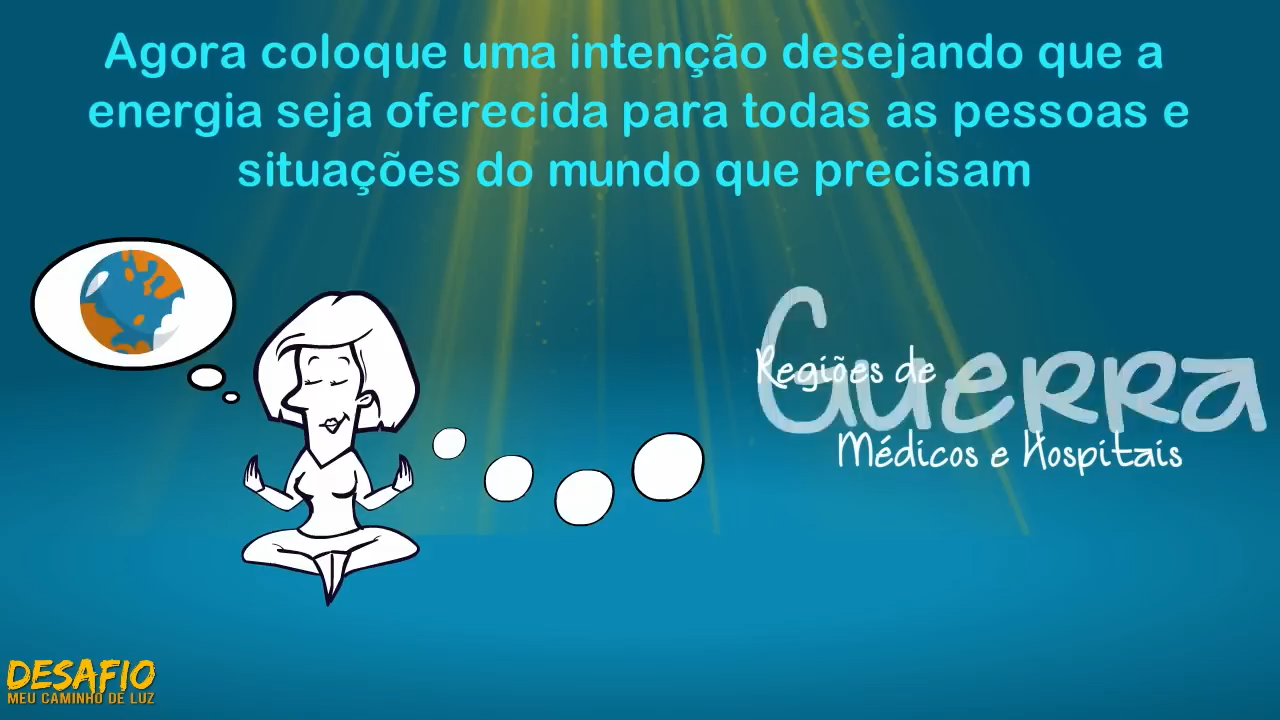 Agora coloque uma intenção desejando que a
energia seja oferecida para todas as pessoas e
situações do mundo que precisam
Regiões de
Guerra
Médicos e Hospitais
DESAFIO
MEU CAMINHO DE LUZ